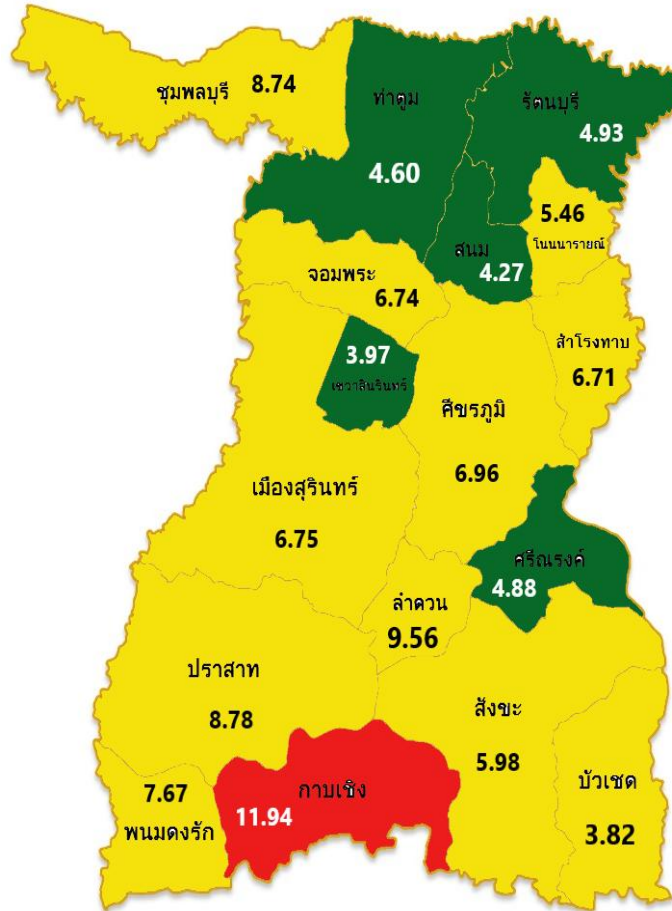 ชุมพลบุรี 8.74
ท่าตูม
4.60
รัตนบุรี
4.93
5.46
โนนนารายณ์
สนม
4.27
จอมพระ
6.74
สำโรงทาบ
6.71
3.97
เขวาสินรินทร์
ศีขรภูมิ
6.96
เมืองสุรินทร์
6.75
ศรีณรงค์
4.88
ลำดวน
9.56
ปราสาท
8.78
สังขะ
5.98
บัวเชด
3.82
กาบเชิง
11.94
7.67
พนมดงรัก